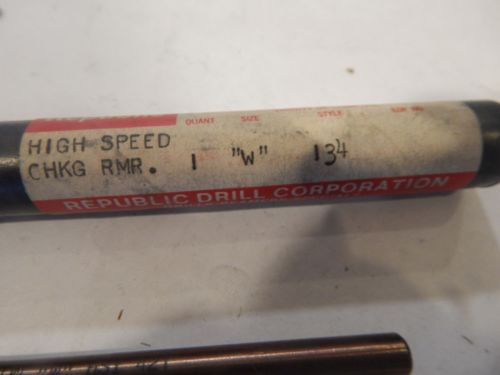 QUANT SIZE STYLE
HIGH SPEED
CHKG RMR. 1 "W" 134
REPUBLIC DRILL CORPORATION